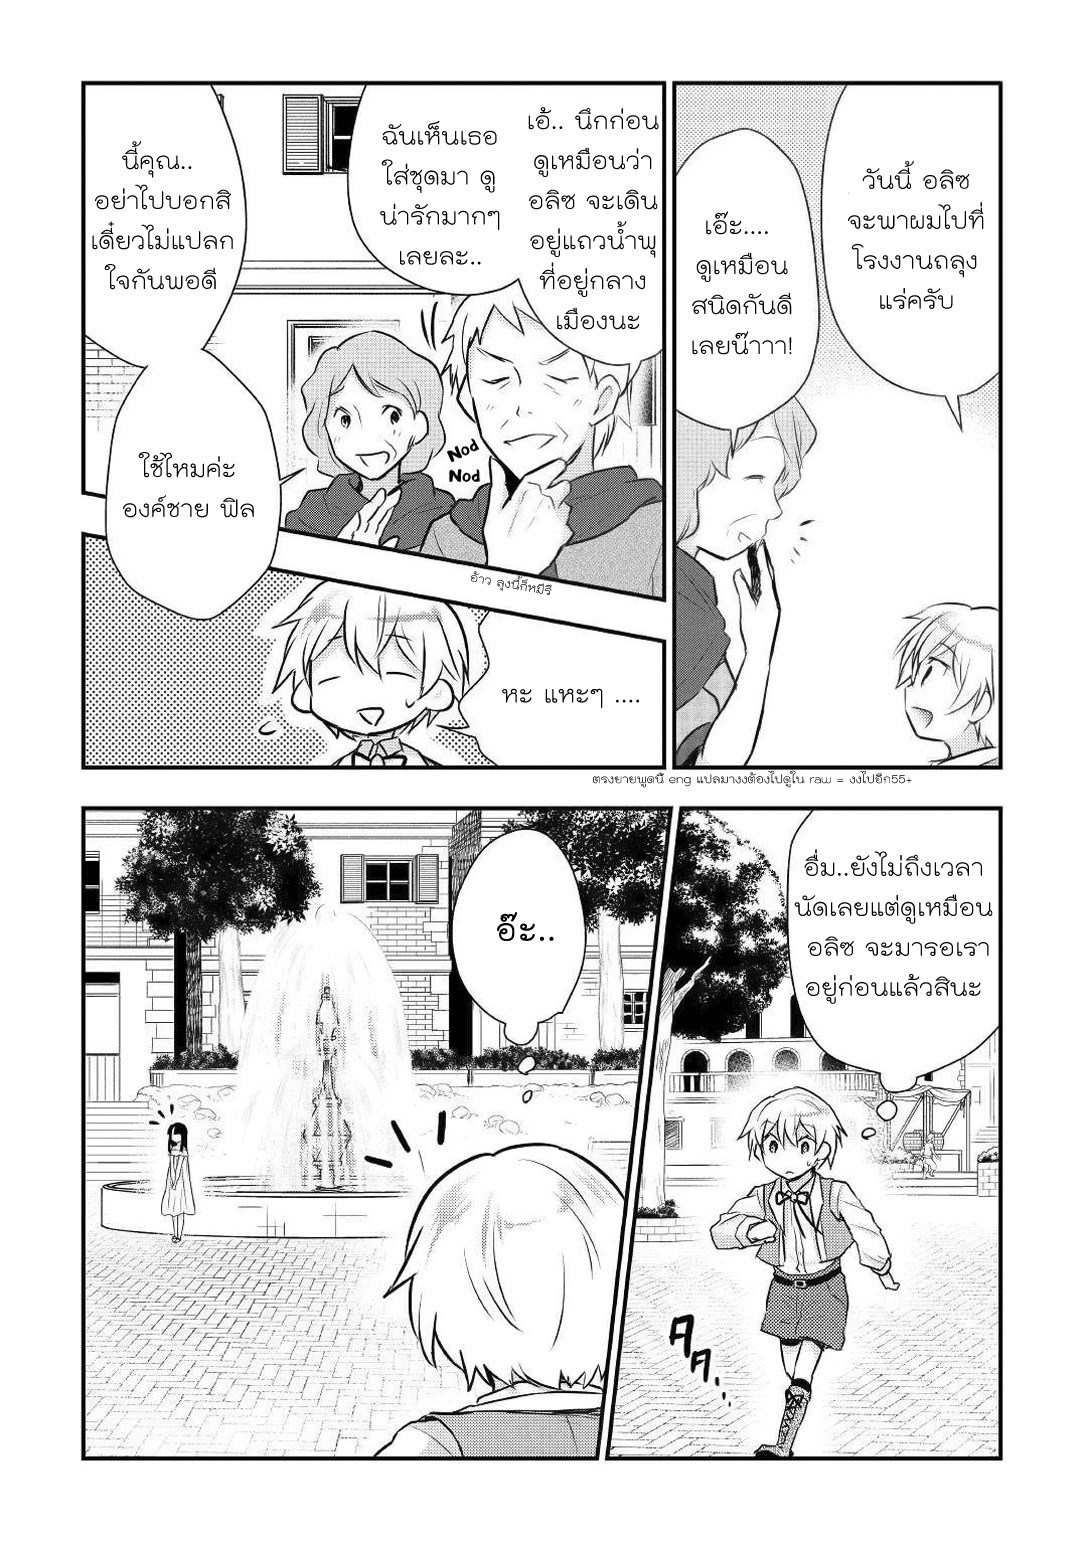 วันนี้ อลิซ
จะพาผมไปที่
โรงงานถลุง
แร่ครับ
เอ๊ะ....
ดูเหมือน
สนิดกันดี
เลยน๊าาา!
เอ้.. นึกก่อน
ดูเหมือนว่า
อลิซ จะเดิน
อยู่แถวน้ำพุ
ที่อยู่กลาง
เมืองนะ
ฉันเห็นเธอ
ใส่ชุดมา ดู
น่ารักมากๆ
เลยละ..
Nod
Nod
อ้าว ลุงนี้ก็หมีรึ
นี้คุณ..
อย่าไปบอกสิ
เดี๋ยวไม่แปลก
ใจกันพอดี
ใช้ไหมค่ะ
องค์ชาย ฟิล
หะ แหะๆ ....
ตรงยายพูดนี้ eng แปลมางงต้องไปดูใน raw = งงไปอีก55+
อื่ม..ยังไม่ถึงเวลา
นัดเลยแต่ดูเหมือน
อลิซ จะมารอเรา
อยู่ก่อนแล้วสินะ
タタ...
อ๊ะ..